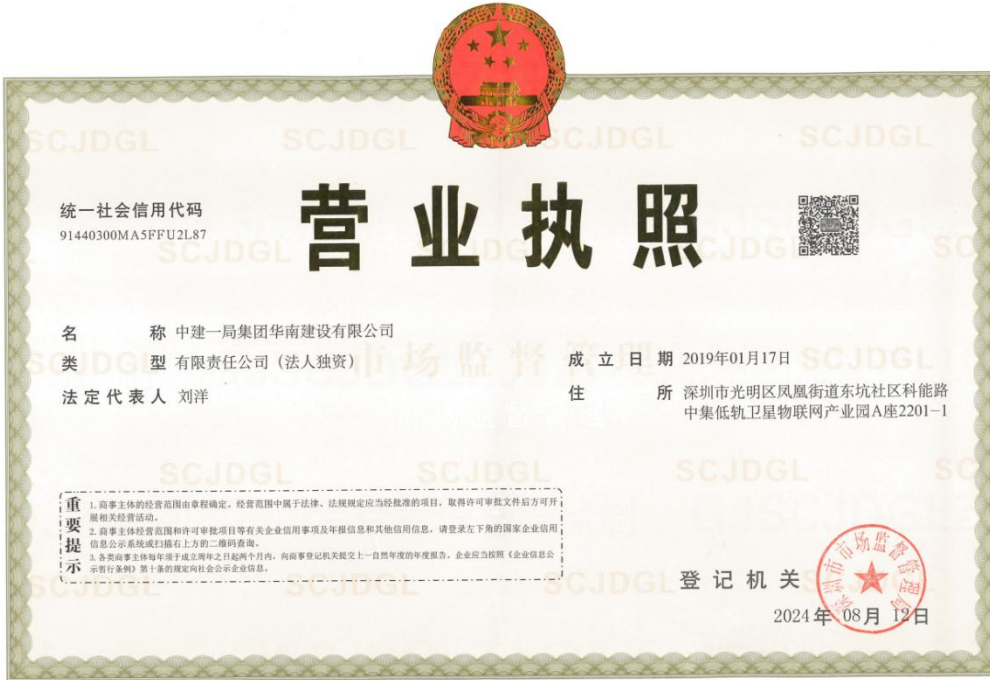 营业执照
统一社会信用代码
91440300MA5FFU2L87
名称 中建一局集团华南建设有限公司
类型 有限责任公司（法人独资）
法定代表人 刘洋
成立日期 2019年01月17日
住所 深圳市光明区凤凰街道东坑社区科能路
中集低轨卫星物联网产业园A座2201-1
重要提示
1. 商事主体的经营范围由章程确定，经营范围中属于法律、法规规定应当经批准的项目，取得许可审批文件后方可开
展相关经营活动。
2. 商事主体经营范围和许可审批项目等有关企业信用事项及年报信息和其他信用信息，请登录左下角的国家企业信用
信息公示系统或扫描右上方的二维码查询。
3. 各类商事主体每年须于成立周年之日起两个月内，向商事登记机关提交上一自然年度的年度报告。企业应当按照《企业信息公
示暂行条例》第十条的规定向社会公示企业信息。
登记机关
深圳市市场监督管理局
2024年08月12日
SCJDGL
市场监督管理